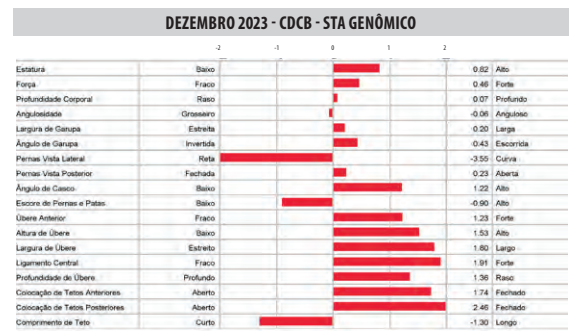 DEZEMBRO 2023 - CDCB - STA GENÔMICO
-2 -1 0 1 2
Estatura Baixo 0.82 Alto
Força Fraco 0.46 Forte
Profundidade Corporal Raso 0.07 Profundo
Angulosidade Grosseiro -0.06 Anguloso
Largura de Garupa Estreita 0.20 Larga
Ângulo de Garupa Invertida -0.43 Escorrida
Pernas Vista Lateral Reta -3.55 Curva
Pernas Vista Posterior Fechada 0.23 Aberta
Ângulo de Casco Baixo 1.22 Alto
Escore de Pernas e Patas Baixo -0.90 Alto
Úbere Anterior Fraco 1.23 Forte
Altura de Úbere Baixo 1.53 Alto
Largura de Úbere Estreito 1.80 Largo
Ligamento Central Fraco 1.91 Forte
Profundidade de Úbere Profundo 1.36 Raso
Colocação de Tetos Anteriores Aberto 1.74 Fechado
Colocação de Tetos Posteriores Aberto 2.46 Fechado
Comprimento de Teto Curto -1.30 Longo